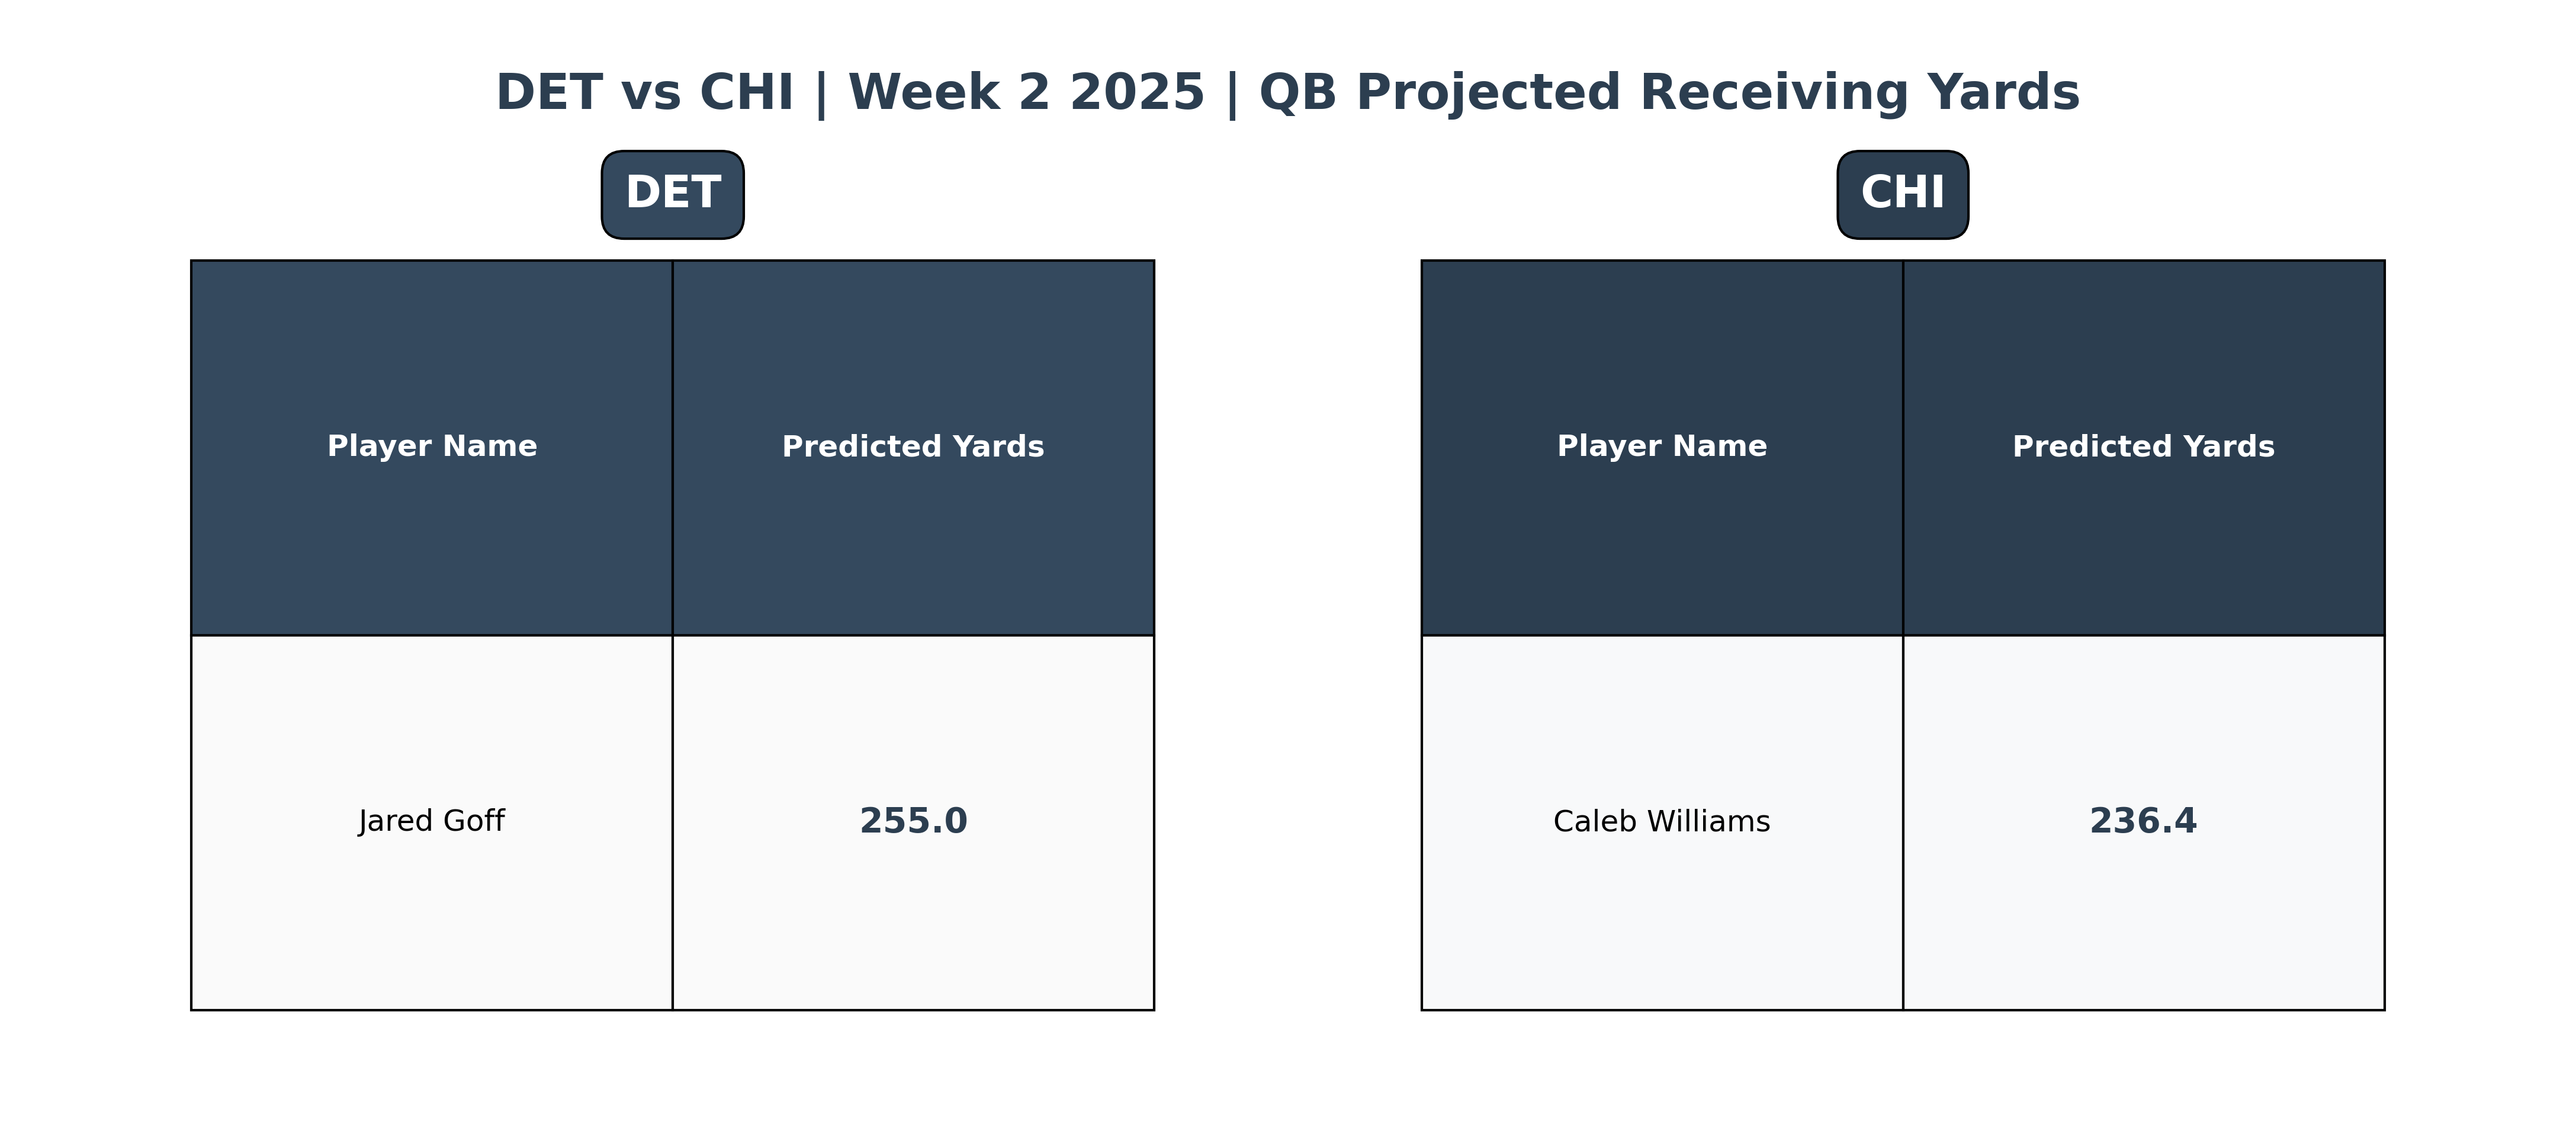 DET vs CHI | Week 2 2025 | QB Projected Receiving Yards
DET
Player Name Predicted Yards
Jared Goff 255.0
CHI
Player Name Predicted Yards
Caleb Williams 236.4